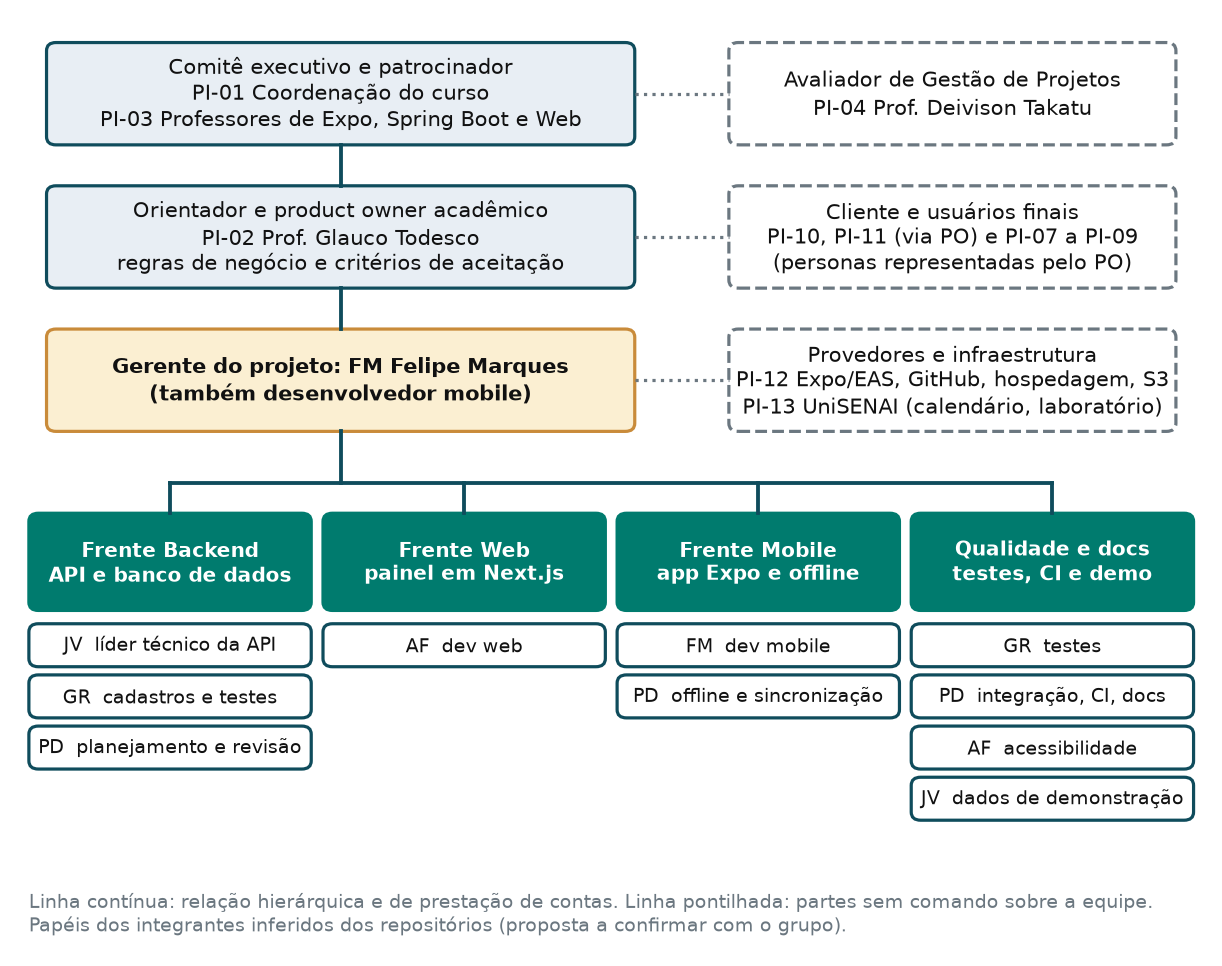 Comitê executivo e patrocinador
PI-01 Coordenação do curso
PI-03 Professores de Expo, Spring Boot e Web
Avaliador de Gestão de Projetos
PI-04 Prof. Deivison Takatu
Orientador e product owner acadêmico
PI-02 Prof. Glauco Todesco
regras de negócio e critérios de aceitação
Cliente e usuários finais
PI-10, PI-11 (via PO) e PI-07 a PI-09
(personas representadas pelo PO)
Gerente do projeto: FM Felipe Marques
(também desenvolvedor mobile)
Provedores e infraestrutura
PI-12 Expo/EAS, GitHub, hospedagem, S3
PI-13 UniSENAI (calendário, laboratório)
Frente Backend
API e banco de dados
JV  líder técnico da API
GR  cadastros e testes
PD  planejamento e revisão
Frente Web
painel em Next.js
AF  dev web
Frente Mobile
app Expo e offline
FM  dev mobile
PD  offline e sincronização
Qualidade e docs
testes, CI e demo
GR  testes
PD  integração, CI, docs
AF  acessibilidade
JV  dados de demonstração
Linha contínua: relação hierárquica e de prestação de contas. Linha pontilhada: partes sem comando sobre a equipe.
Papéis dos integrantes inferidos dos repositórios (proposta a confirmar com o grupo).